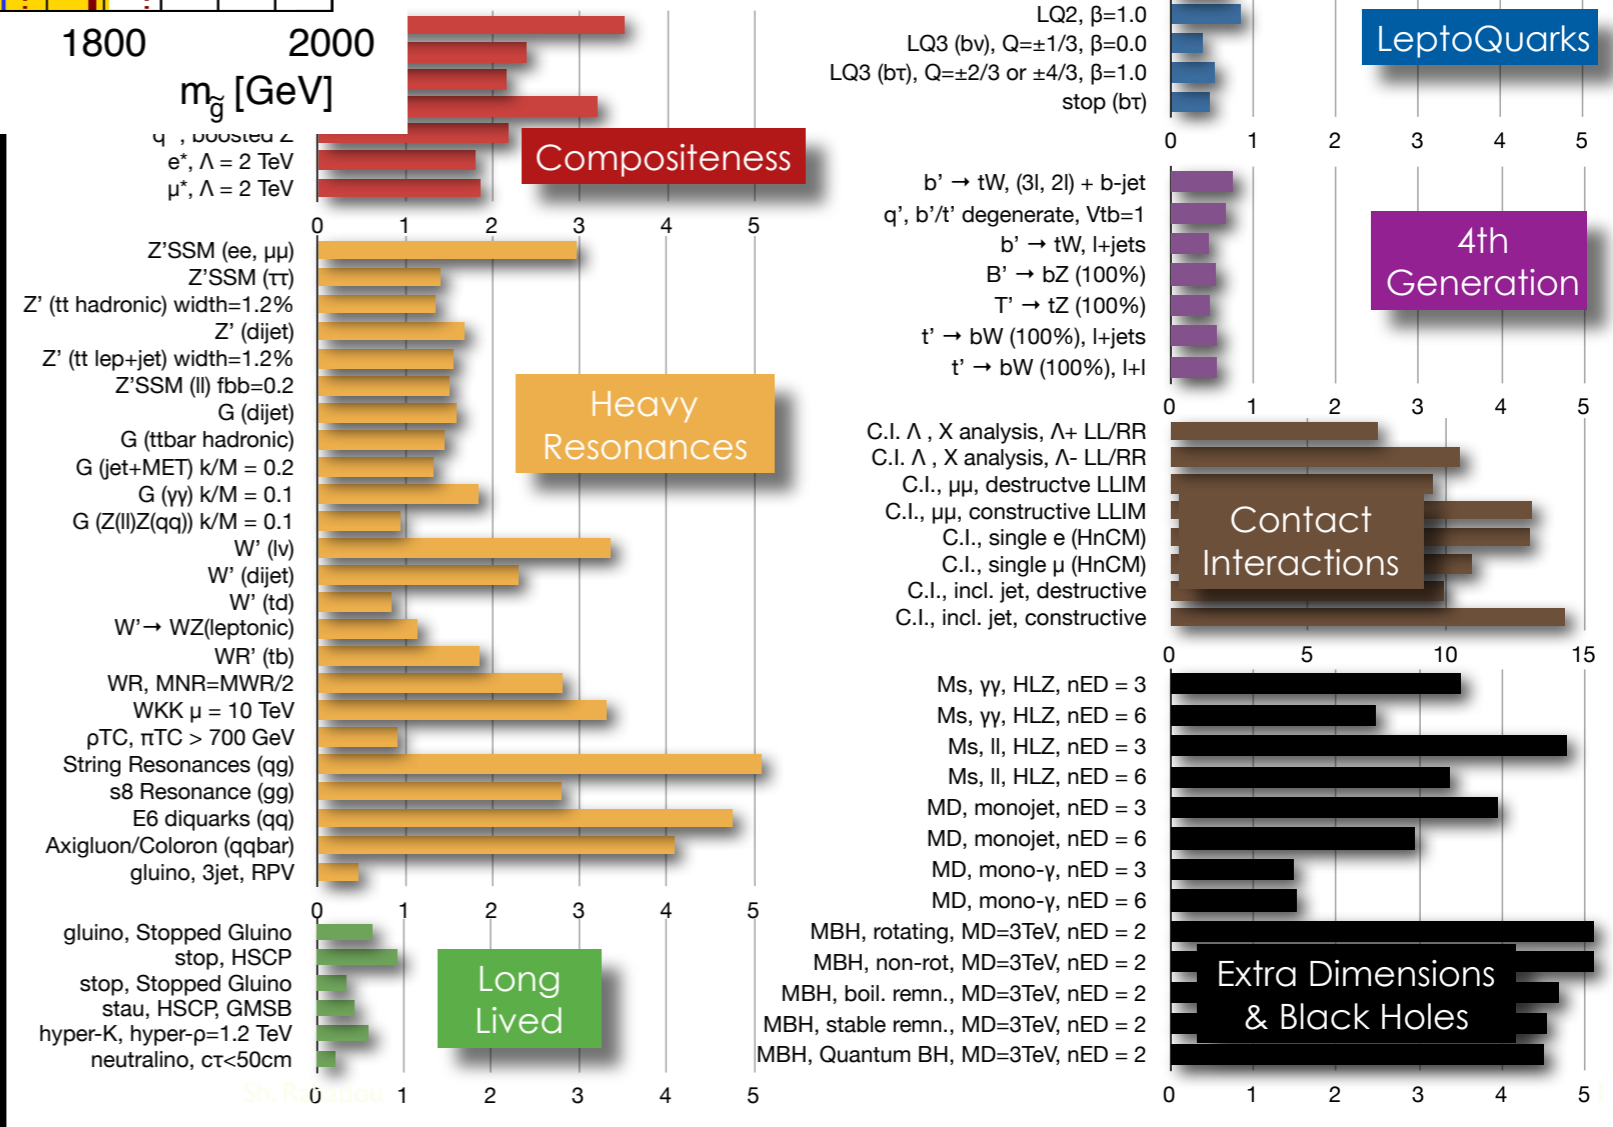 1800 2000
m_g̃ [GeV]
q*, boosted Z
e*, Λ = 2 TeV
μ*, Λ = 2 TeV
Compositeness
0 1 2 3 4 5
Z'SSM (ee, μμ)
Z'SSM (ττ)
Z' (tt hadronic) width=1.2%
Z' (dijet)
Z' (tt lep+jet) width=1.2%
Z'SSM (ll) fbb=0.2
G (dijet)
G (ttbar hadronic)
G (jet+MET) k/M = 0.2
G (γγ) k/M = 0.1
G (Z(ll)Z(qq)) k/M = 0.1
W' (lν)
W' (dijet)
W' (td)
W'→ WZ(leptonic)
WR' (tb)
WR, MNR=MWR/2
WKK μ = 10 TeV
ρTC, πTC > 700 GeV
String Resonances (qg)
s8 Resonance (gg)
E6 diquarks (qq)
Axigluon/Coloron (qqbar)
gluino, 3jet, RPV
Heavy
Resonances
0 1 2 3 4 5
gluino, Stopped Gluino
stop, HSCP
stop, Stopped Gluino
stau, HSCP, GMSB
hyper-K, hyper-ρ=1.2 TeV
neutralino, cτ<50cm
Long
Lived
0 1 2 3 4 5
LQ2, β=1.0
LQ3 (bν), Q=±1/3, β=0.0
LQ3 (bτ), Q=±2/3 or ±4/3, β=1.0
stop (bτ)
LeptoQuarks
0 1 2 3 4 5
b' → tW, (3l, 2l) + b-jet
q', b'/t' degenerate, Vtb=1
b' → tW, l+jets
B' → bZ (100%)
T' → tZ (100%)
t' → bW (100%), l+jets
t' → bW (100%), l+l
4th
Generation
0 1 2 3 4 5
C.I. Λ , X analysis, Λ+ LL/RR
C.I. Λ , X analysis, Λ- LL/RR
C.I., μμ, destructve LLIM
C.I., μμ, constructive LLIM
C.I., single e (HnCM)
C.I., single μ (HnCM)
C.I., incl. jet, destructive
C.I., incl. jet, constructive
Contact
Interactions
0 5 10 15
Ms, γγ, HLZ, nED = 3
Ms, γγ, HLZ, nED = 6
Ms, ll, HLZ, nED = 3
Ms, ll, HLZ, nED = 6
MD, monojet, nED = 3
MD, monojet, nED = 6
MD, mono-γ, nED = 3
MD, mono-γ, nED = 6
MBH, rotating, MD=3TeV, nED = 2
MBH, non-rot, MD=3TeV, nED = 2
MBH, boil. remn., MD=3TeV, nED = 2
MBH, stable remn., MD=3TeV, nED = 2
MBH, Quantum BH, MD=3TeV, nED = 2
Extra Dimensions
& Black Holes
0 1 2 3 4 5